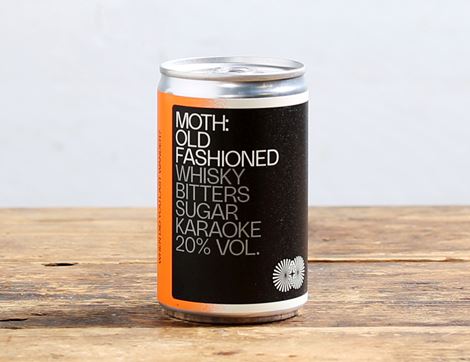 MOTH:
OLD
FASHIONED
WHISKY
BITTERS
SUGAR
KARAOKE
20% VOL.